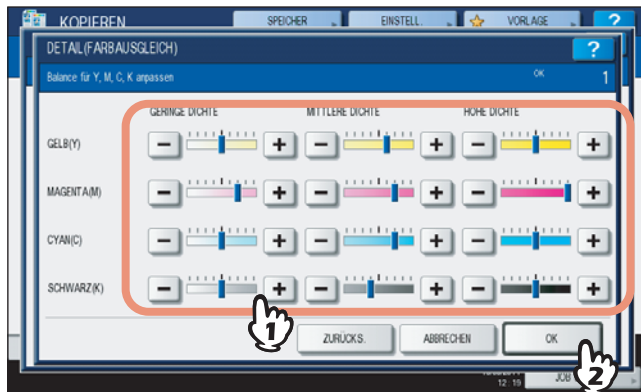 KOPIEREN SPEICHER EINSTELL. VORLAGE ?
DETAIL(FARBAUSGLEICH) ?
Balance für Y, M, C, K anpassen OK 1
GERINGE DICHTE MITTLERE DICHTE HOHE DICHTE
GELB(Y) − + − + − +
MAGENTA(M) − + − + − +
CYAN(C) − + − + − +
SCHWARZ(K) − + − + − +
1
ZURÜCKS. ABBRECHEN OK
2
12:19 JOB